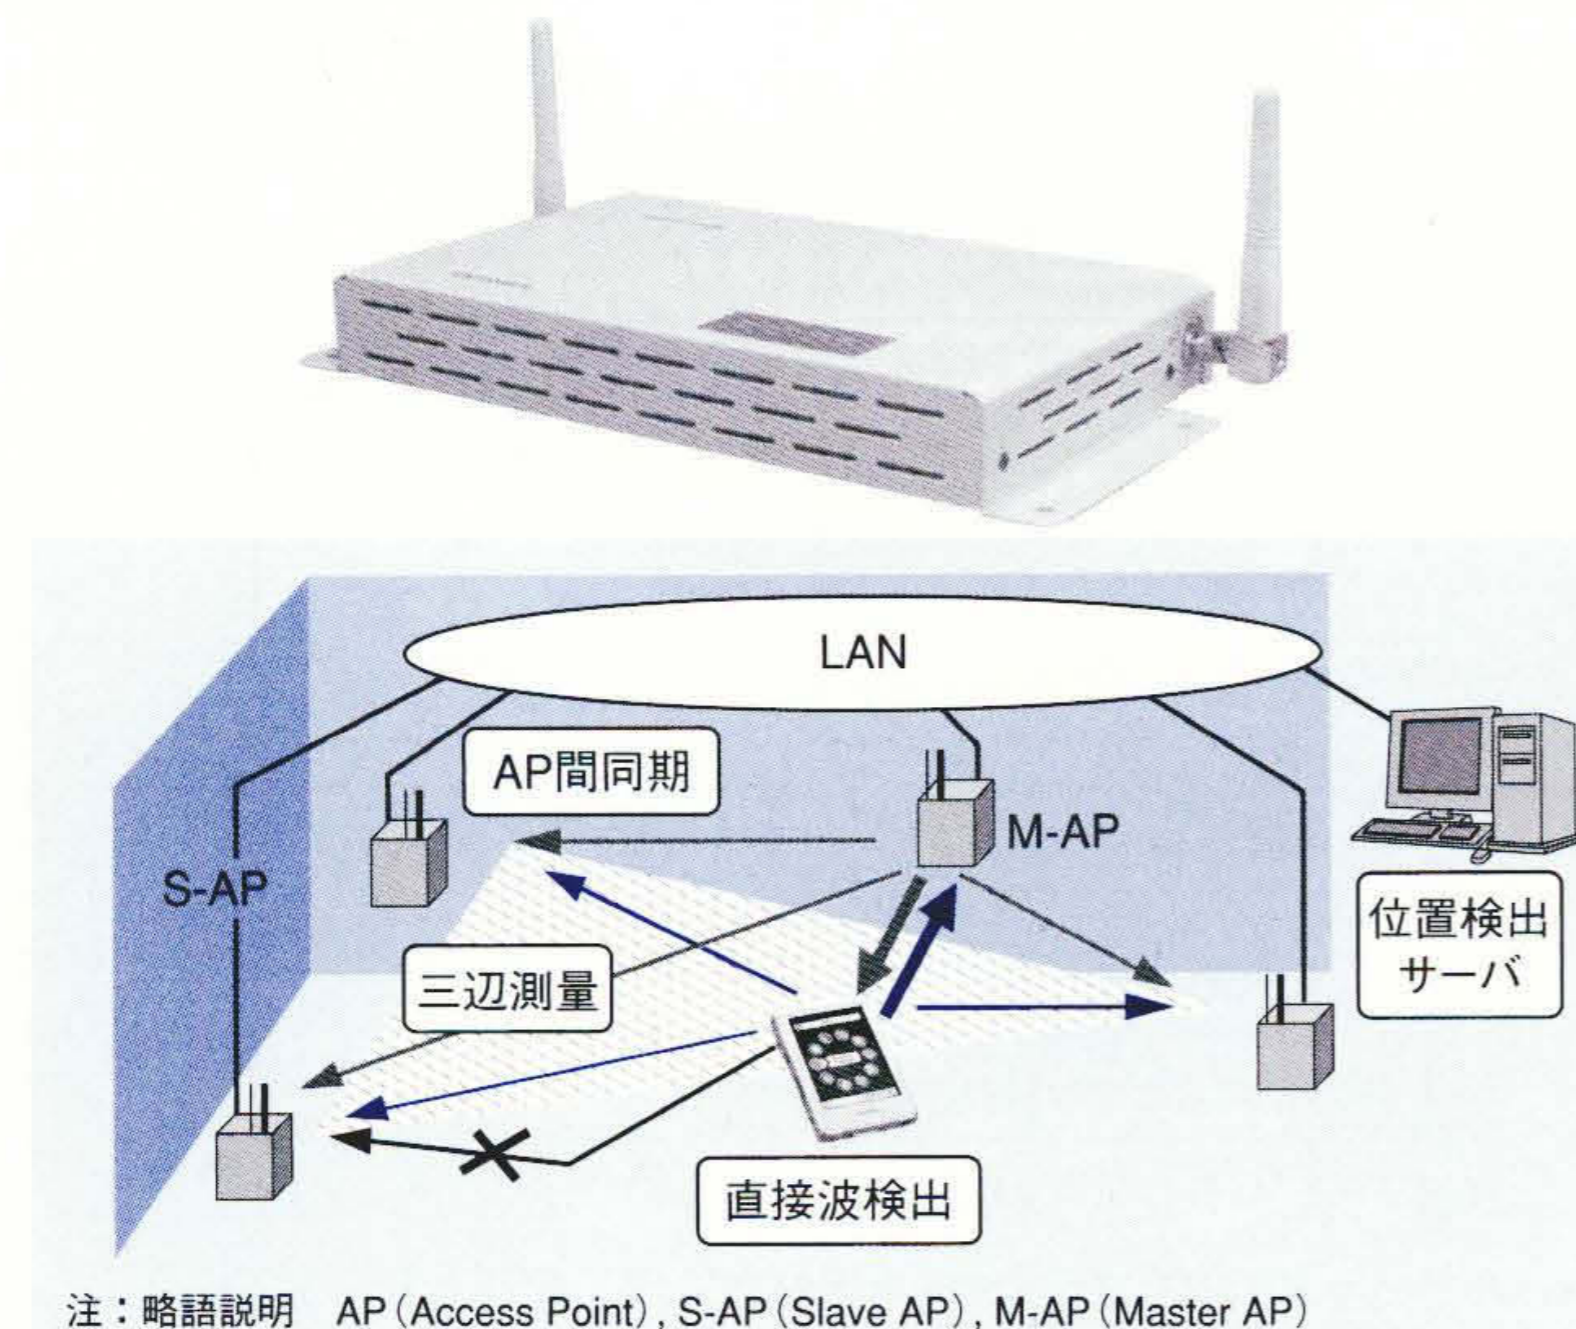 LAN
AP間同期
M-AP
S-AP
位置検出
サーバ
三辺測量
直接波検出
注：略語説明　AP（Access Point），S-AP（Slave AP），M-AP（Master AP）